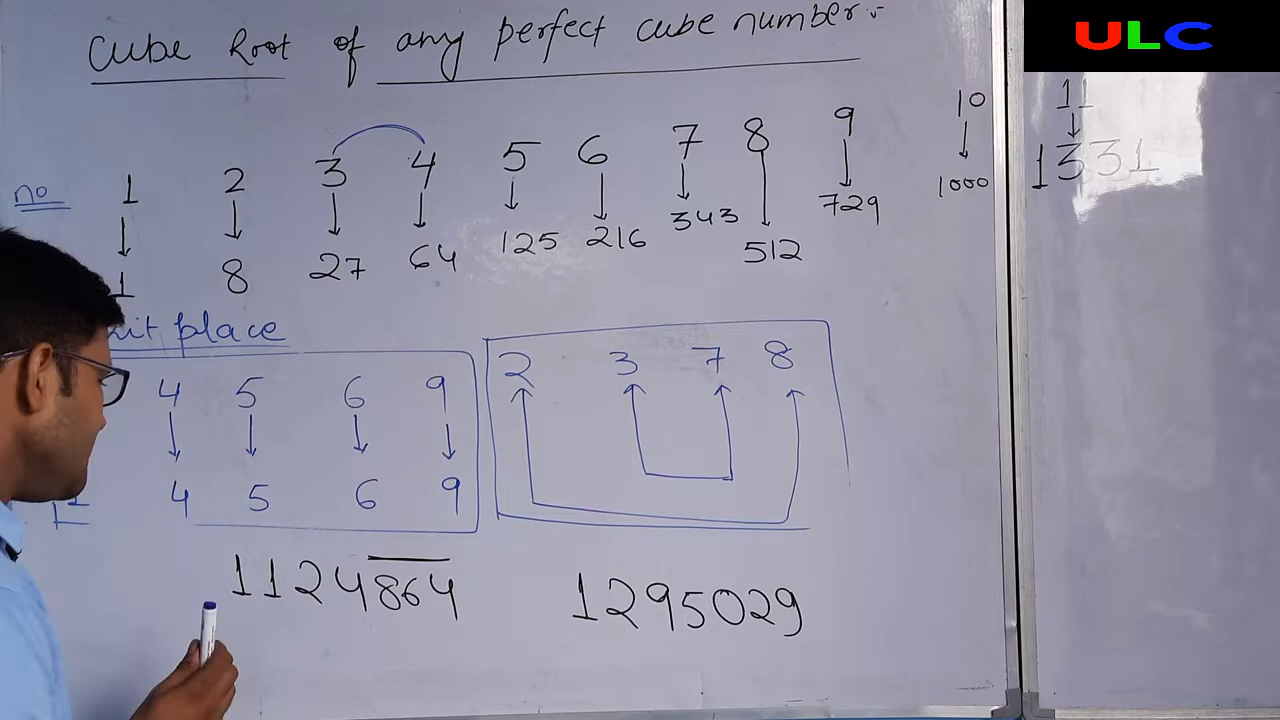 ULC
Cube Root of any perfect cube number
no 1 2 3 4 5 6 7 8 9 10 11
1 8 27 64 125 216 343 512 729 1000 1331
place
4 5 6 9 2 3 7 8
4 5 6 9
1124864 1295029